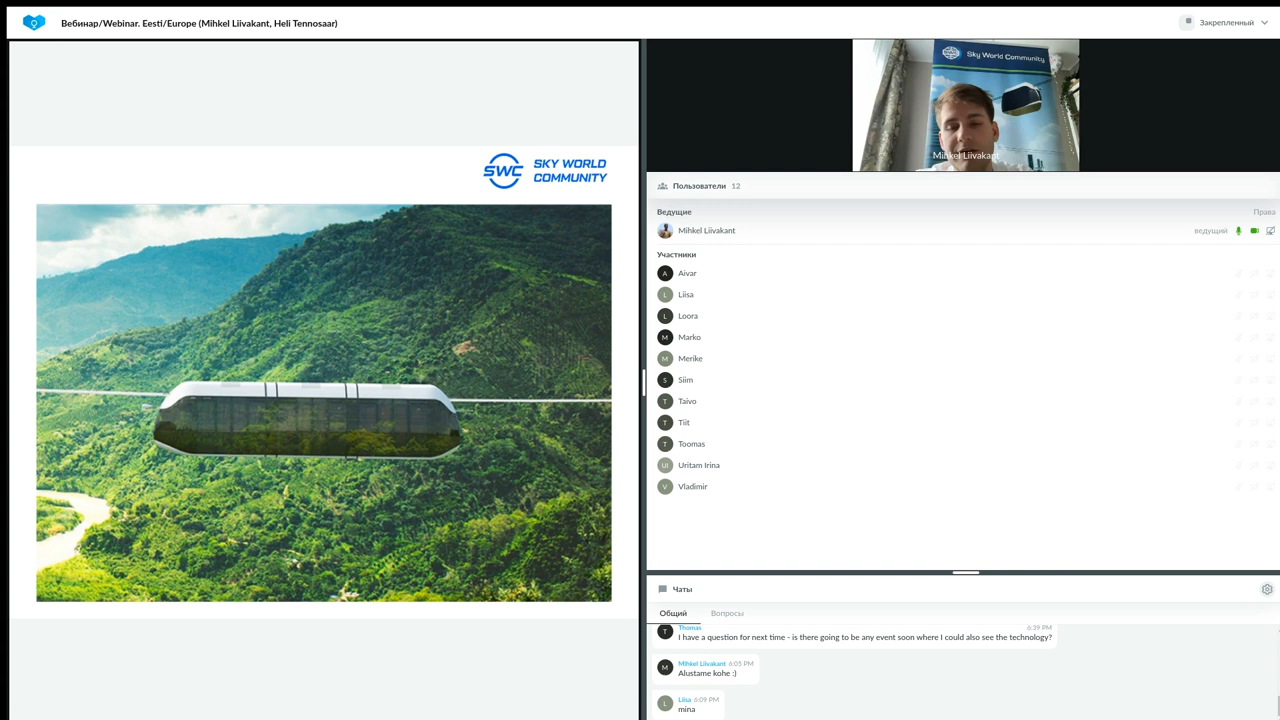 Вебинар/Webinar. Eesti/Europe (Mihkel Liivakant, Heli Tennosaar)
Закрепленный
SWC SKY WORLD
COMMUNITY
Sky World Community
Mihkel Liivakant
Пользователи 12
Ведущие Права
Mihkel Liivakant ведущий
Участники
A Aivar
L Liisa
L Loora
M Marko
M Merike
S Siim
T Taivo
T Tiit
T Toomas
UI Uritam Irina
V Vladimir
Чаты
Общий Вопросы
Thomas 6:39 PM
T I have a question for next time - is there going to be any event soon where I could also see the technology?
Mihkel Liivakant 6:05 PM
M Alustame kohe :)
Liisa 6:09 PM
L mina